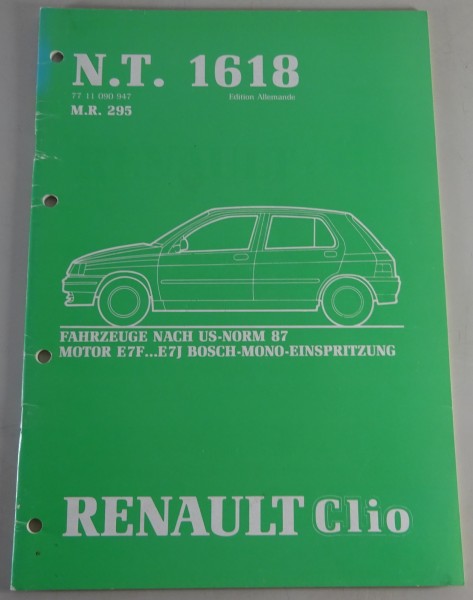 N.T. 1618
77 11 090 947 Edition Allemande
M.R. 295
FAHRZEUGE NACH US-NORM 87
MOTOR E7F...E7J BOSCH-MONO-EINSPRITZUNG
RENAULT Clio